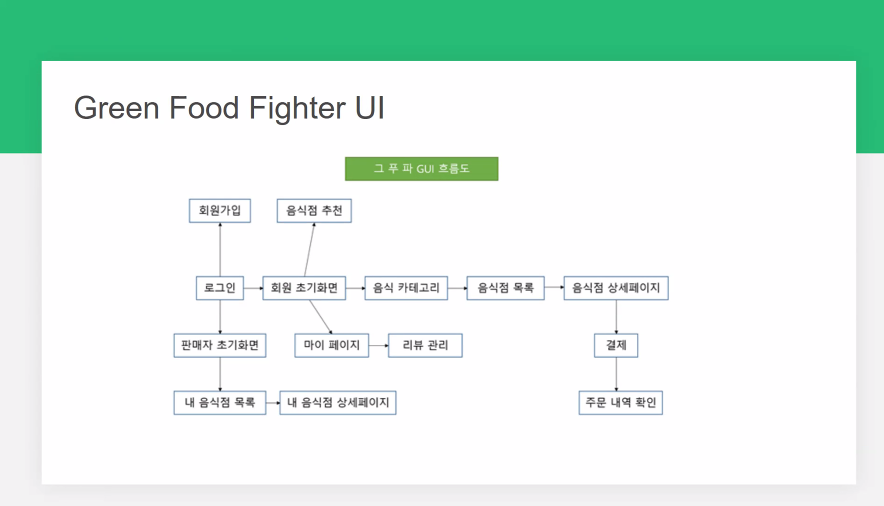 Green Food Fighter UI
그 푸 파 GUI 흐름도
회원가입
음식점 추천
로그인
회원 초기화면
음식 카테고리
음식점 목록
음식점 상세페이지
판매자 초기화면
마이 페이지
리뷰 관리
결제
내 음식점 목록
내 음식점 상세페이지
주문 내역 확인